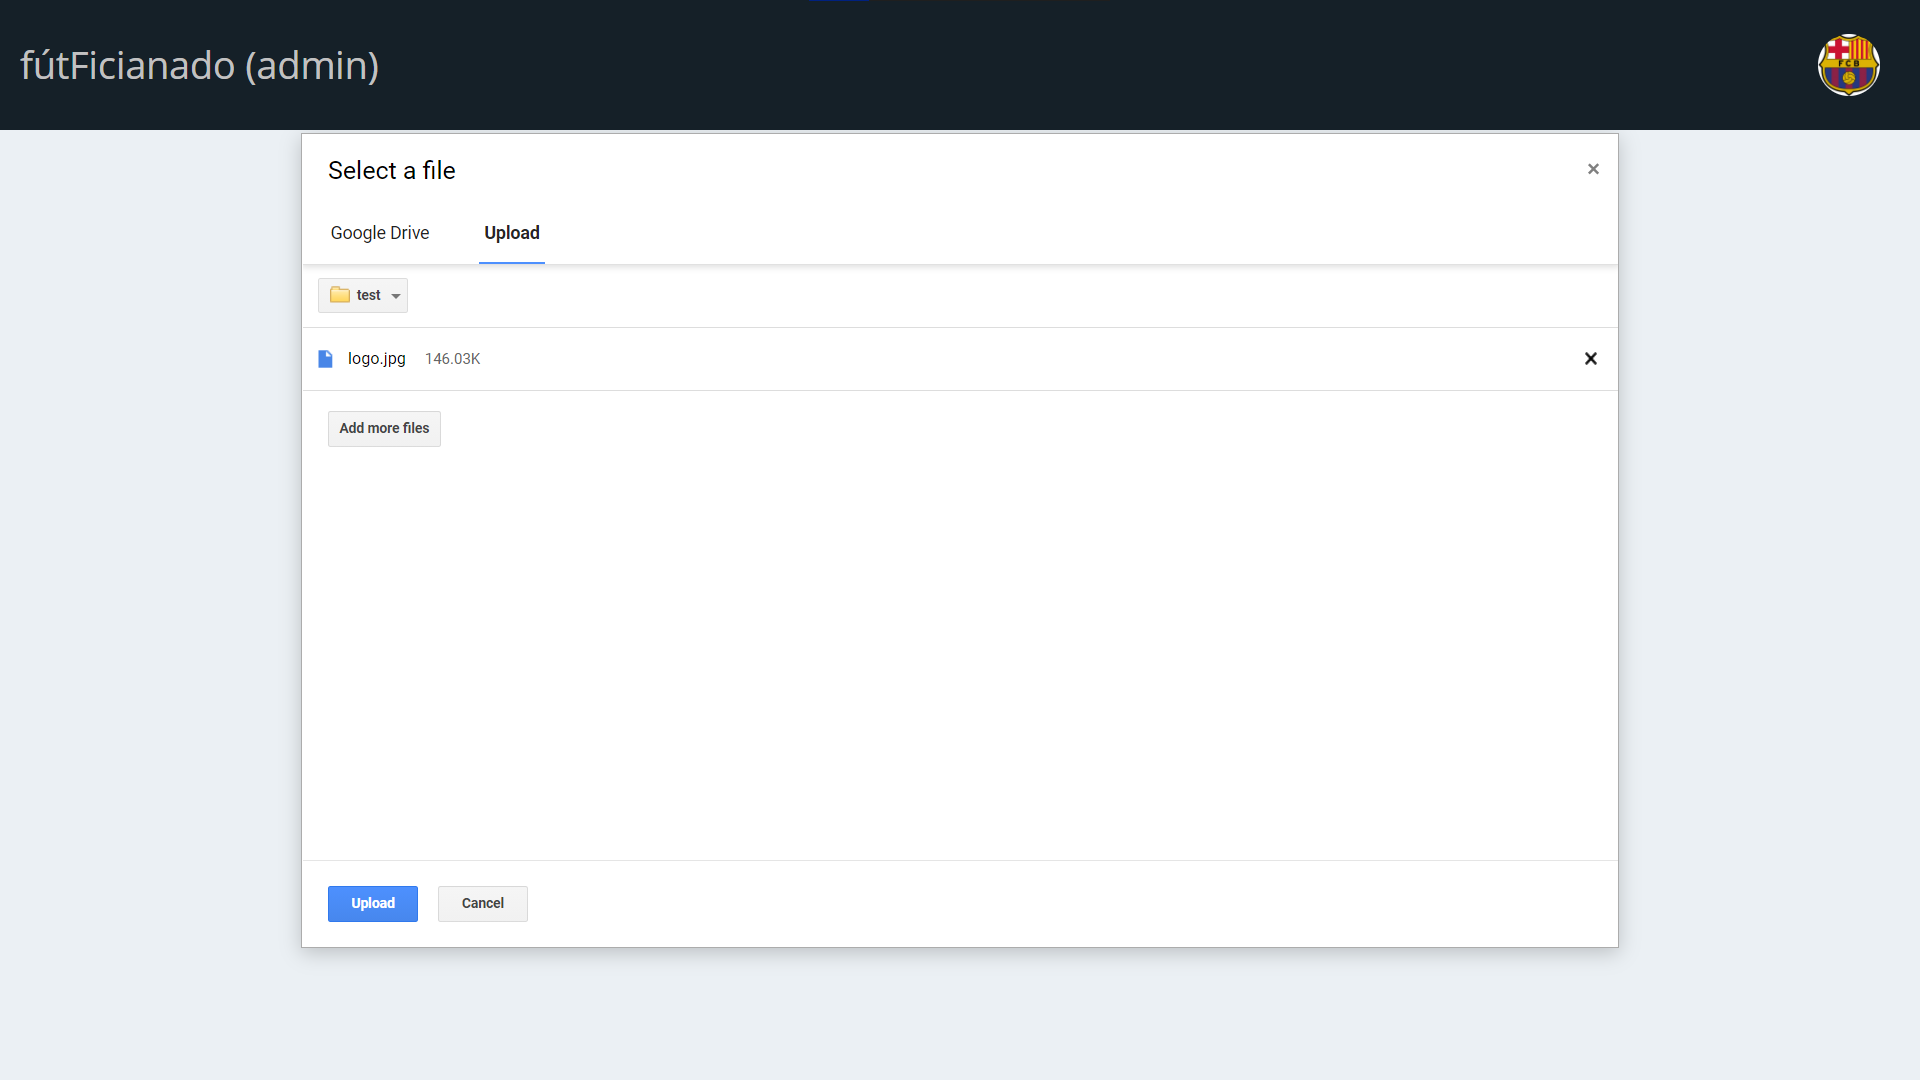 fútFicianado (admin)
FCB
Select a file
Google Drive
Upload
test
logo.jpg 146.03K
Add more files
Upload
Cancel